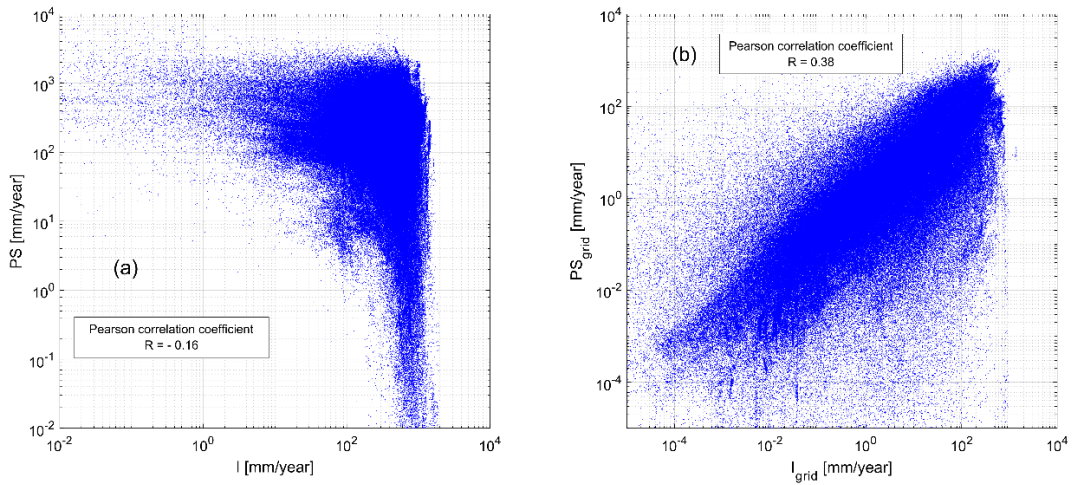 10^4
10^3
10^2
10^1
10^0
10^-1
10^-2
PS [mm/year]
(a)
Pearson correlation coefficient
R = - 0.16
10^-2
10^0
10^2
10^4
I [mm/year]
10^4
10^2
10^0
10^-2
10^-4
PS_grid [mm/year]
(b)
Pearson correlation coefficient
R = 0.38
10^-4
10^-2
10^0
10^2
10^4
I_grid [mm/year]